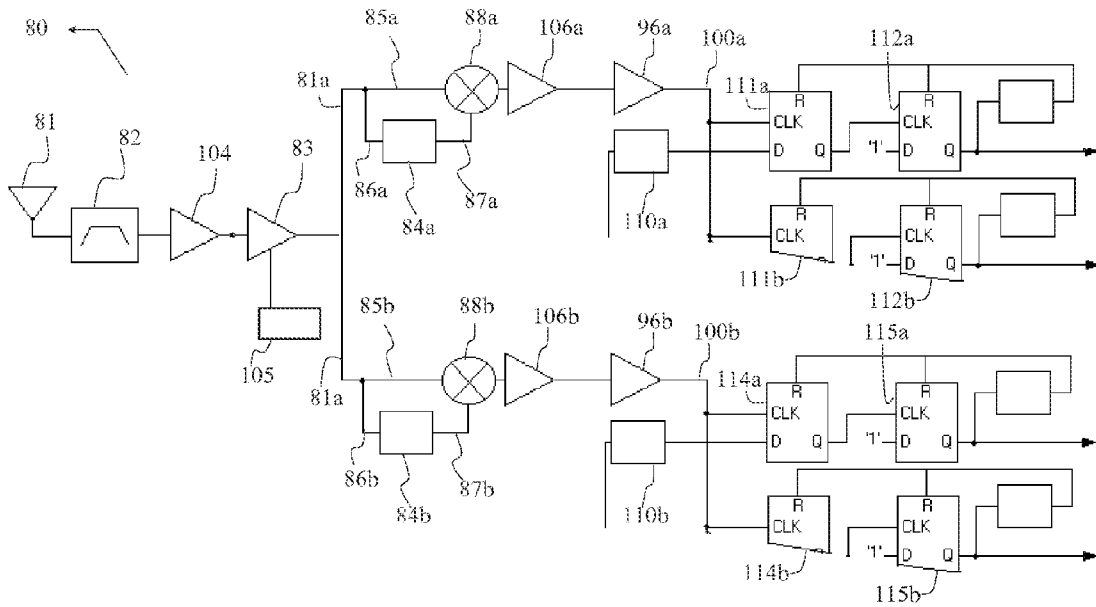 80
85a
88a
106a
96a
100a
112a
111a
81a
R
R
CLK
CLK
D
Q
'1'
D
Q
81
82
104
83
86a
87a
84a
110a
R
R
CLK
CLK
'1'
D
Q
111b
112b
105
85b
88b
106b
96b
100b
115a
114a
81a
R
R
CLK
CLK
D
Q
'1'
D
Q
86b
87b
84b
110b
R
R
CLK
CLK
'1'
D
Q
114b
115b